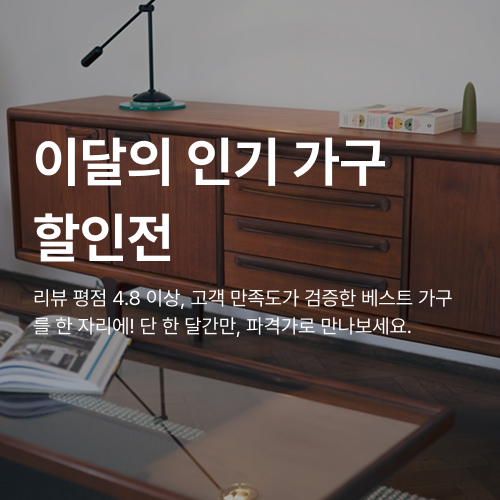 이달의 인기 가구
할인전
리뷰 평점 4.8 이상, 고객 만족도가 검증한 베스트 가구
를 한 자리에! 단 한 달간만, 파격가로 만나보세요.